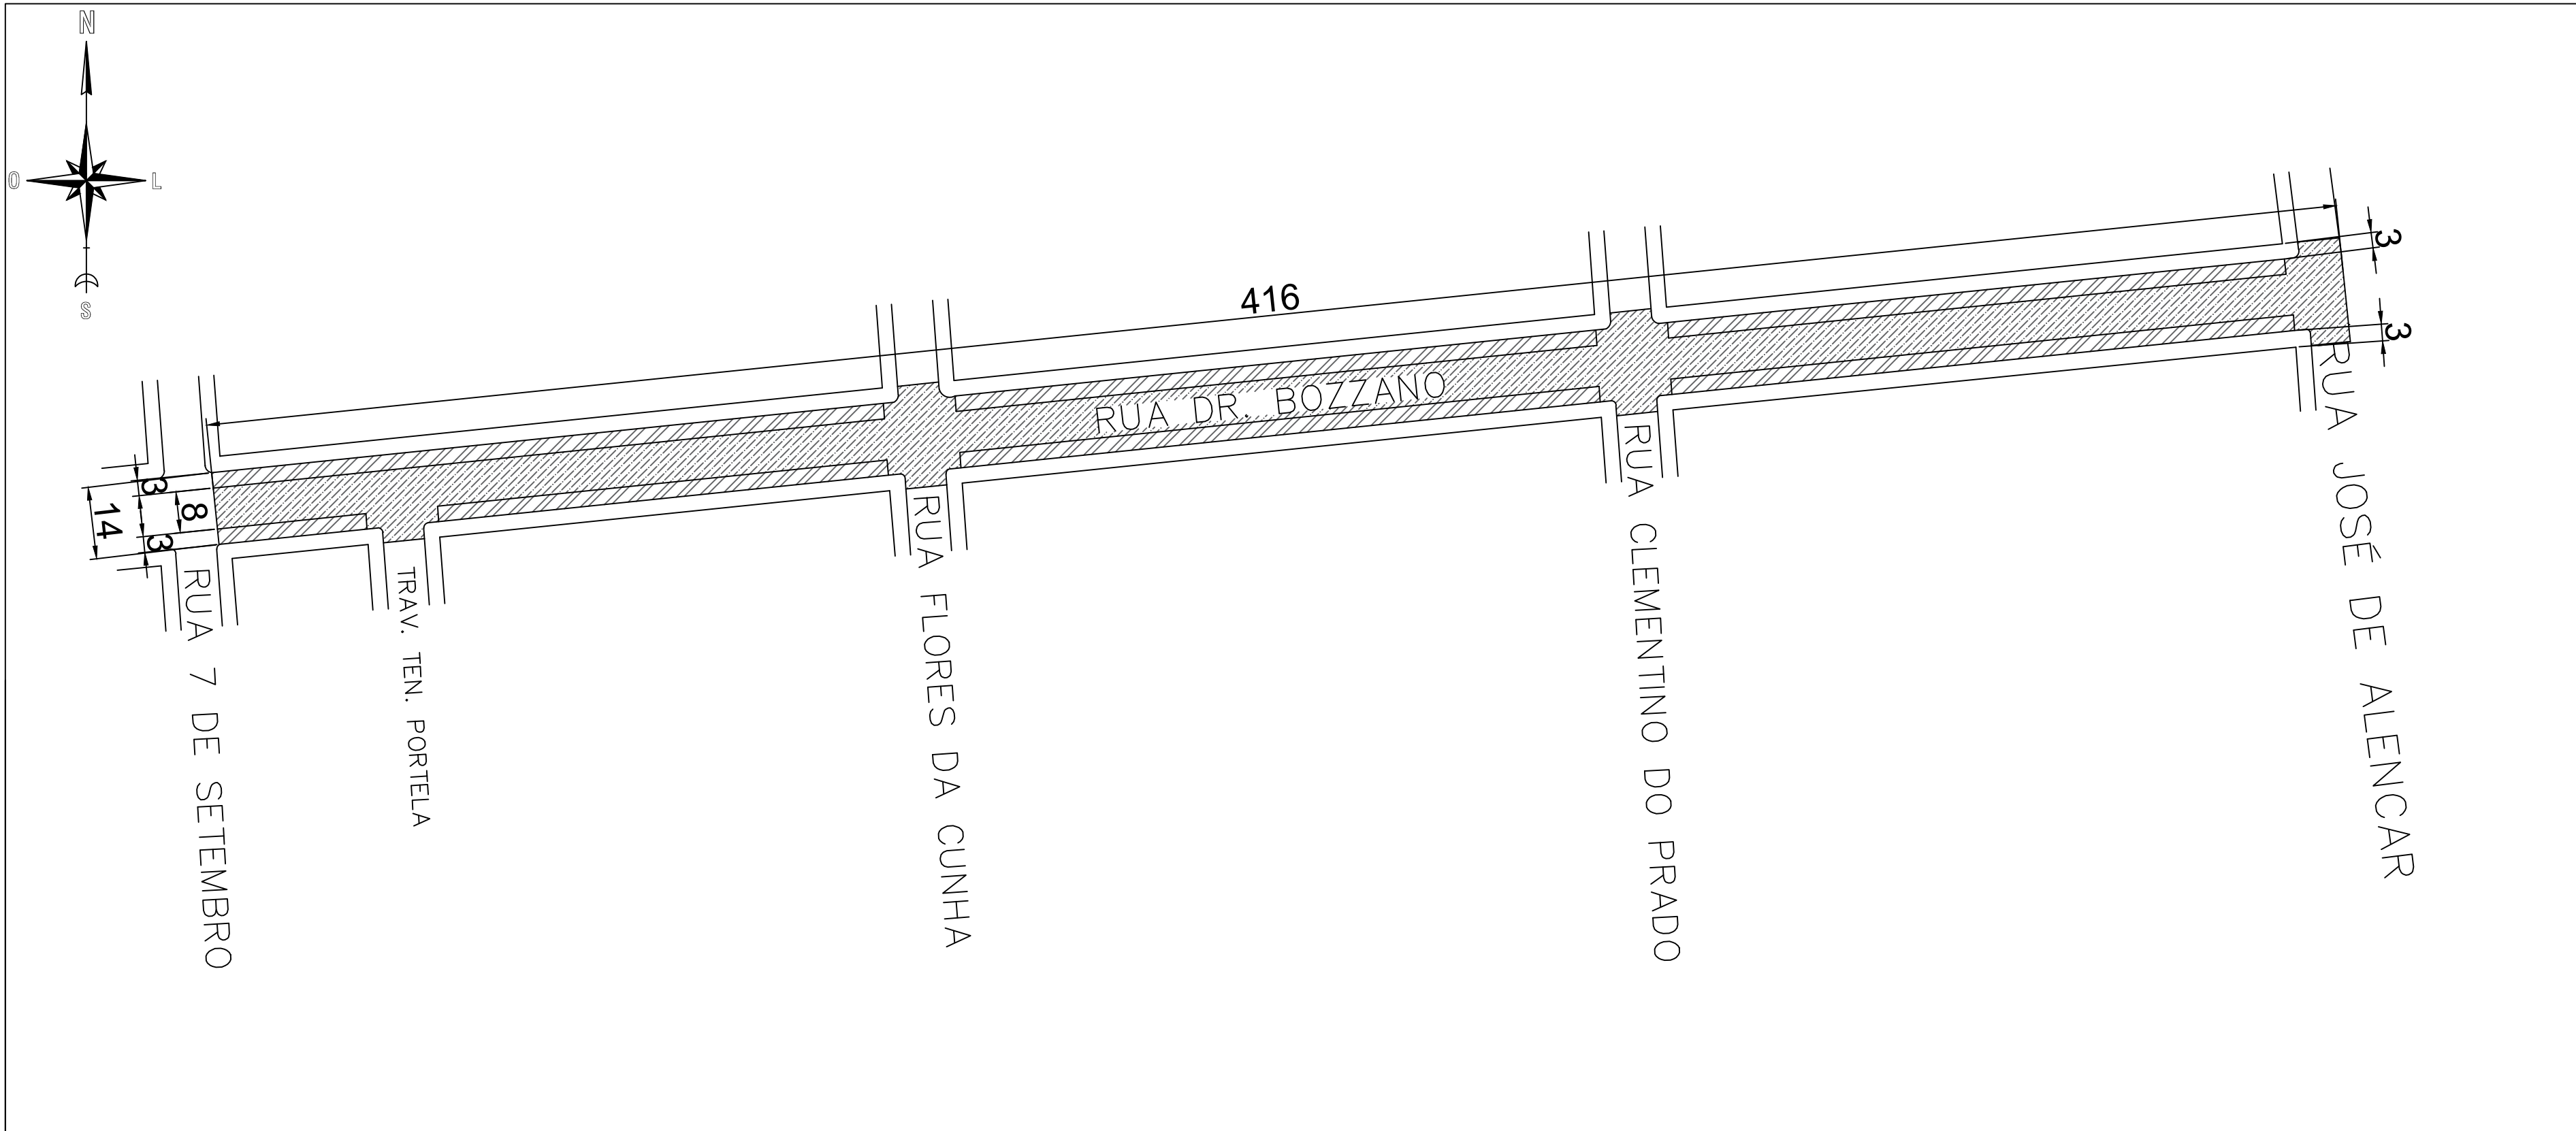 N
O
L
S
416
3
3
3
8
14
3
RUA DR. BOZZANO
RUA 7 DE SETEMBRO
TRAV. TEN. PORTELA
RUA FLORES DA CUNHA
RUA CLEMENTINO DO PRADO
RUA JOSÉ DE ALENCAR